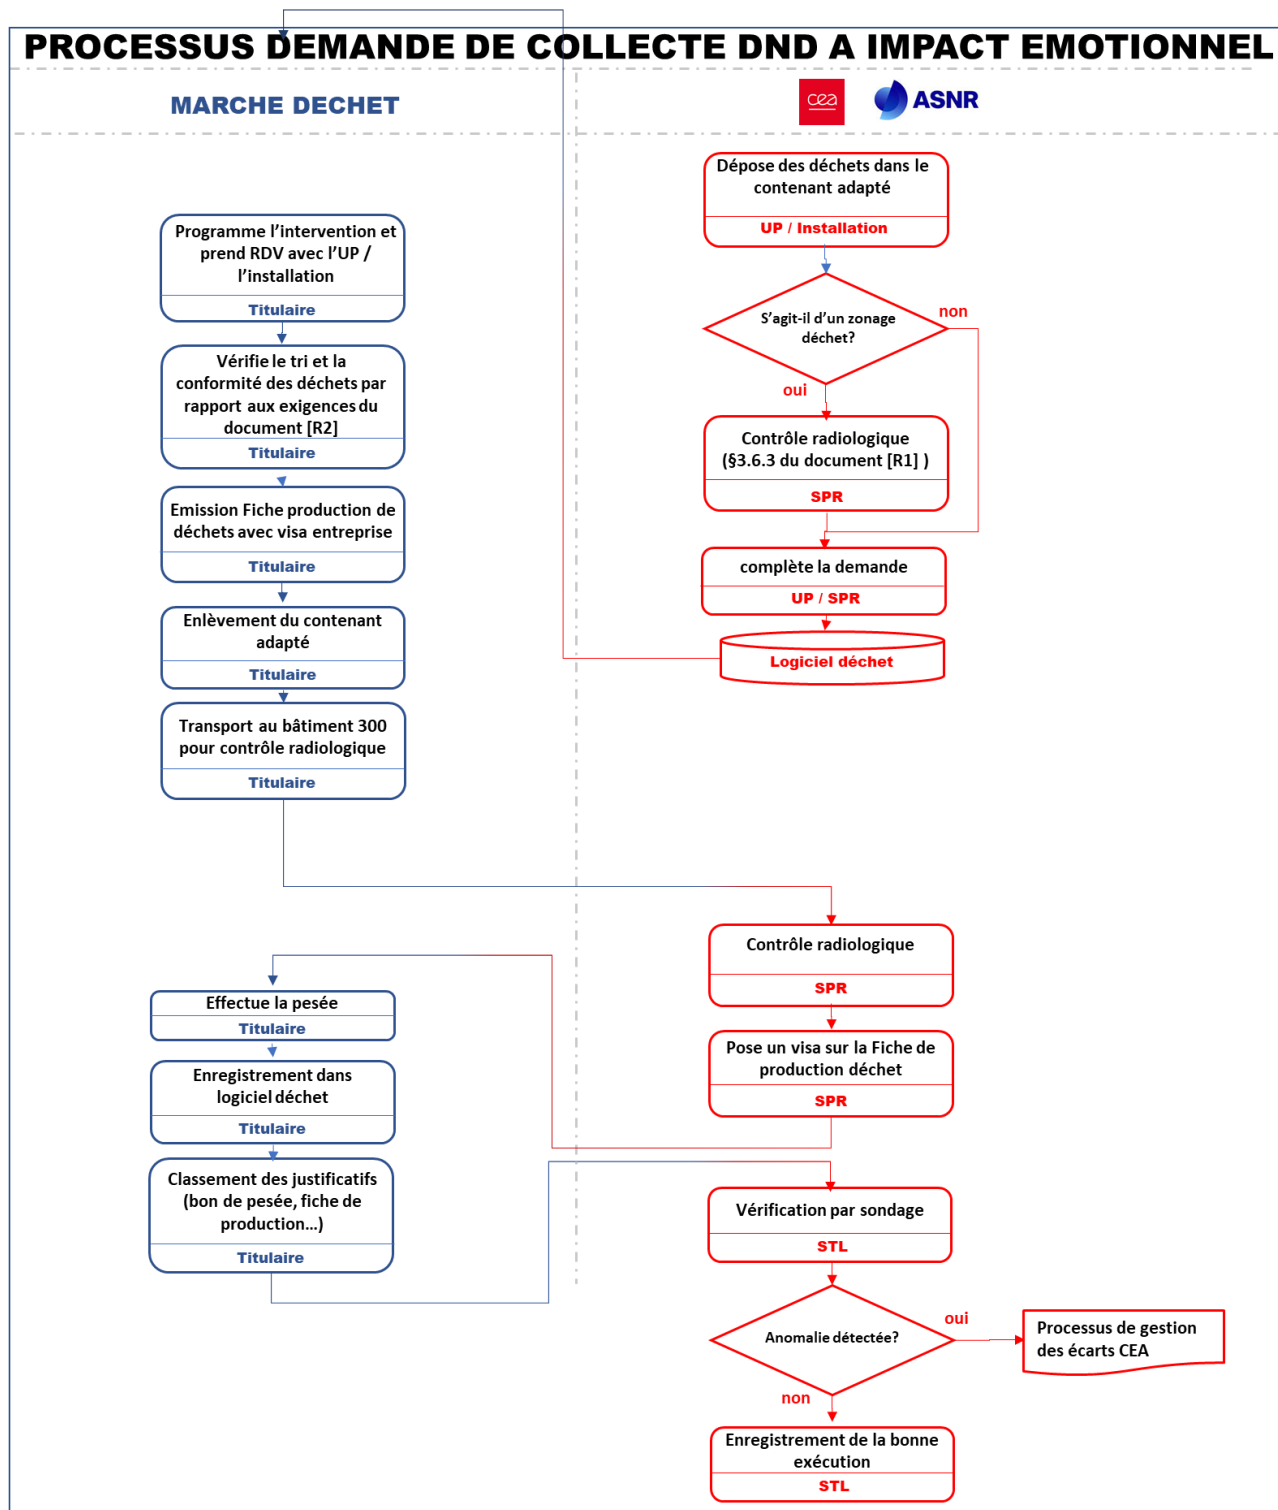 PROCESSUS DEMANDE DE COLLECTE DND A IMPACT EMOTIONNEL
MARCHE DECHET
cea
ASNR
Dépose des déchets dans le
contenant adapté
UP / Installation
S’agit-il d’un zonage
déchet?
non
oui
Contrôle radiologique
(§3.6.3 du document [R1] )
SPR
complète la demande
UP / SPR
Logiciel déchet
Programme l’intervention et
prend RDV avec l’UP /
l’installation
Titulaire
Vérifie le tri et la
conformité des déchets par
rapport aux exigences du
document [R2]
Titulaire
Emission Fiche production de
déchets avec visa entreprise
Titulaire
Enlèvement du contenant
adapté
Titulaire
Transport au bâtiment 300
pour contrôle radiologique
Titulaire
Contrôle radiologique
SPR
Pose un visa sur la Fiche de
production déchet
SPR
Effectue la pesée
Titulaire
Enregistrement dans
logiciel déchet
Titulaire
Classement des justificatifs
(bon de pesée, fiche de
production…)
Titulaire
Vérification par sondage
STL
Anomalie détectée?
oui
Processus de gestion
des écarts CEA
non
Enregistrement de la bonne
exécution
STL